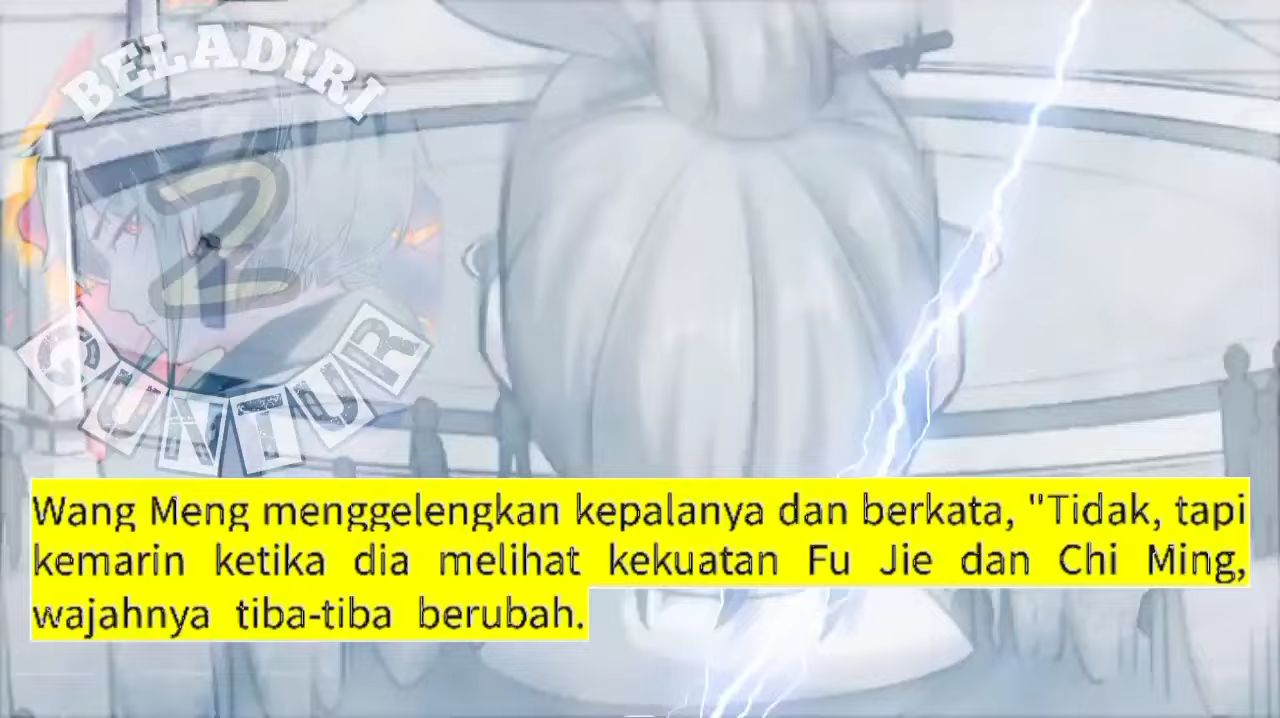 BELADIRI
GUNTUR
Wang Meng menggelengkan kepalanya dan berkata, "Tidak, tapi
kemarin ketika dia melihat kekuatan Fu Jie dan Chi Ming,
wajahnya tiba-tiba berubah.